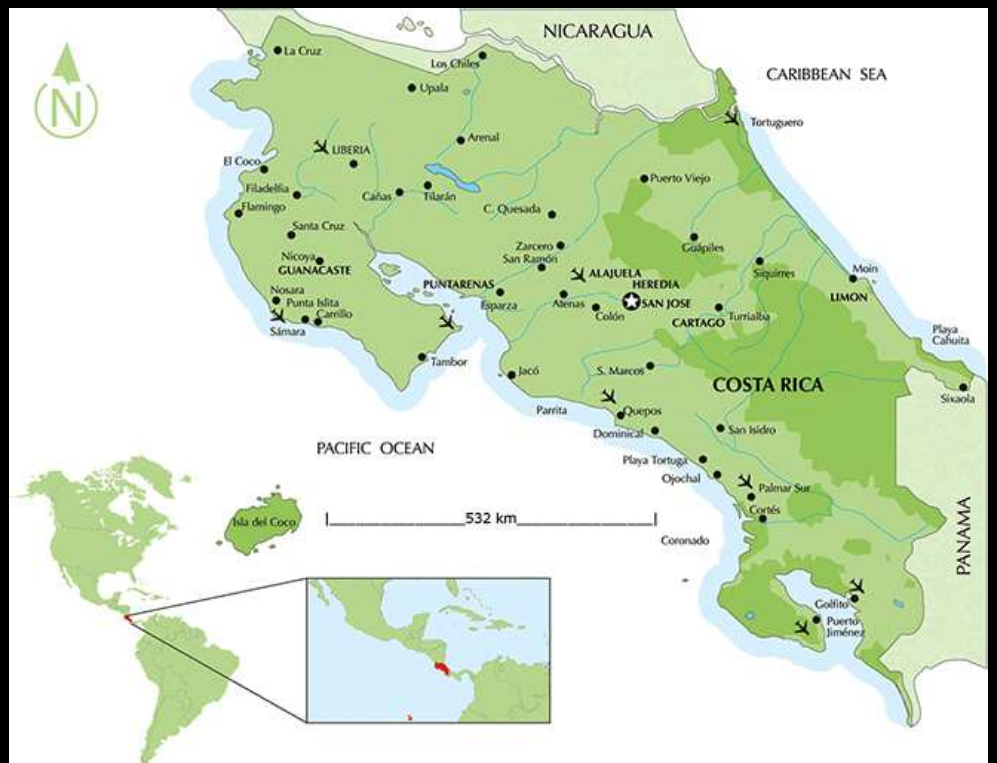 NICARAGUA
La Cruz
Los Chiles
CARIBBEAN SEA
Upala
N
Tortuguero
Arenal
LIBERIA
El Coco
Puerto Viejo
Filadelfia
Cañas
Tilarán
Flamingo
C. Quesada
Santa Cruz
Zarcero
Guápiles
Nicoya
San Ramón
GUANACASTE
ALAJUELA
Siquirres
Moin
PUNTARENAS
HEREDIA
LIMON
Nosara
Punta Islita
Esparza
Atenas
SAN JOSE
Carrillo
Colón
CARTAGO
Turrialba
Sámara
Playa
Cahuita
Tambor
Jacó
S. Marcos
COSTA RICA
Sixaola
Parrita
Quepos
San Isidro
Dominical
PACIFIC OCEAN
Playa Tortuga
Ojochal
Palmar Sur
Cortés
Isla del Coco
532 km
Coronado
PANAMA
Golfito
Puerto
Jiménez